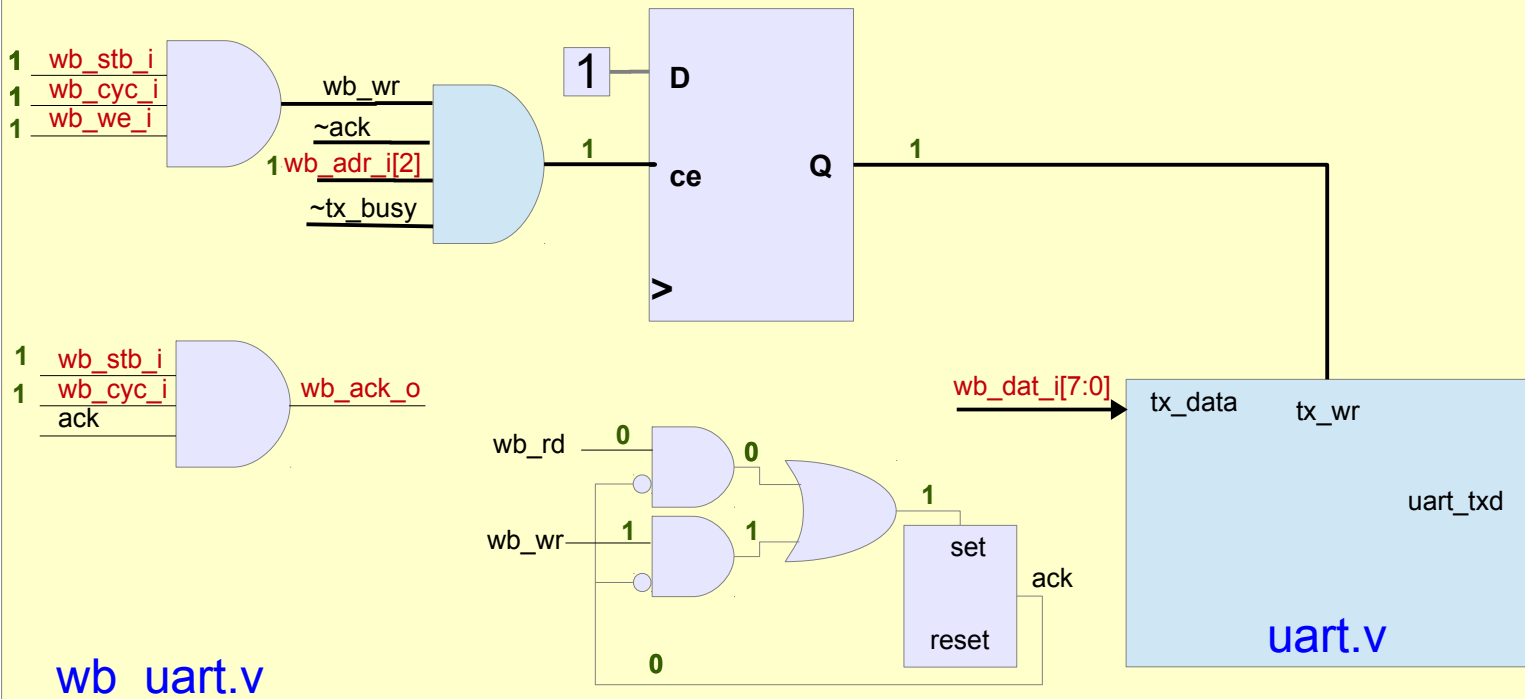 1 wb_stb_i
1 wb_cyc_i
1 wb_we_i
wb_wr
~ack
1 wb_adr_i[2]
~tx_busy
1
1
D
ce
Q
>
1
1 wb_stb_i
1 wb_cyc_i
ack
wb_ack_o
wb_rd
0
0
wb_wr
1
1
1
set
reset
ack
0
wb_dat_i[7:0]
tx_data
tx_wr
uart_txd
uart.v
wb_uart.v